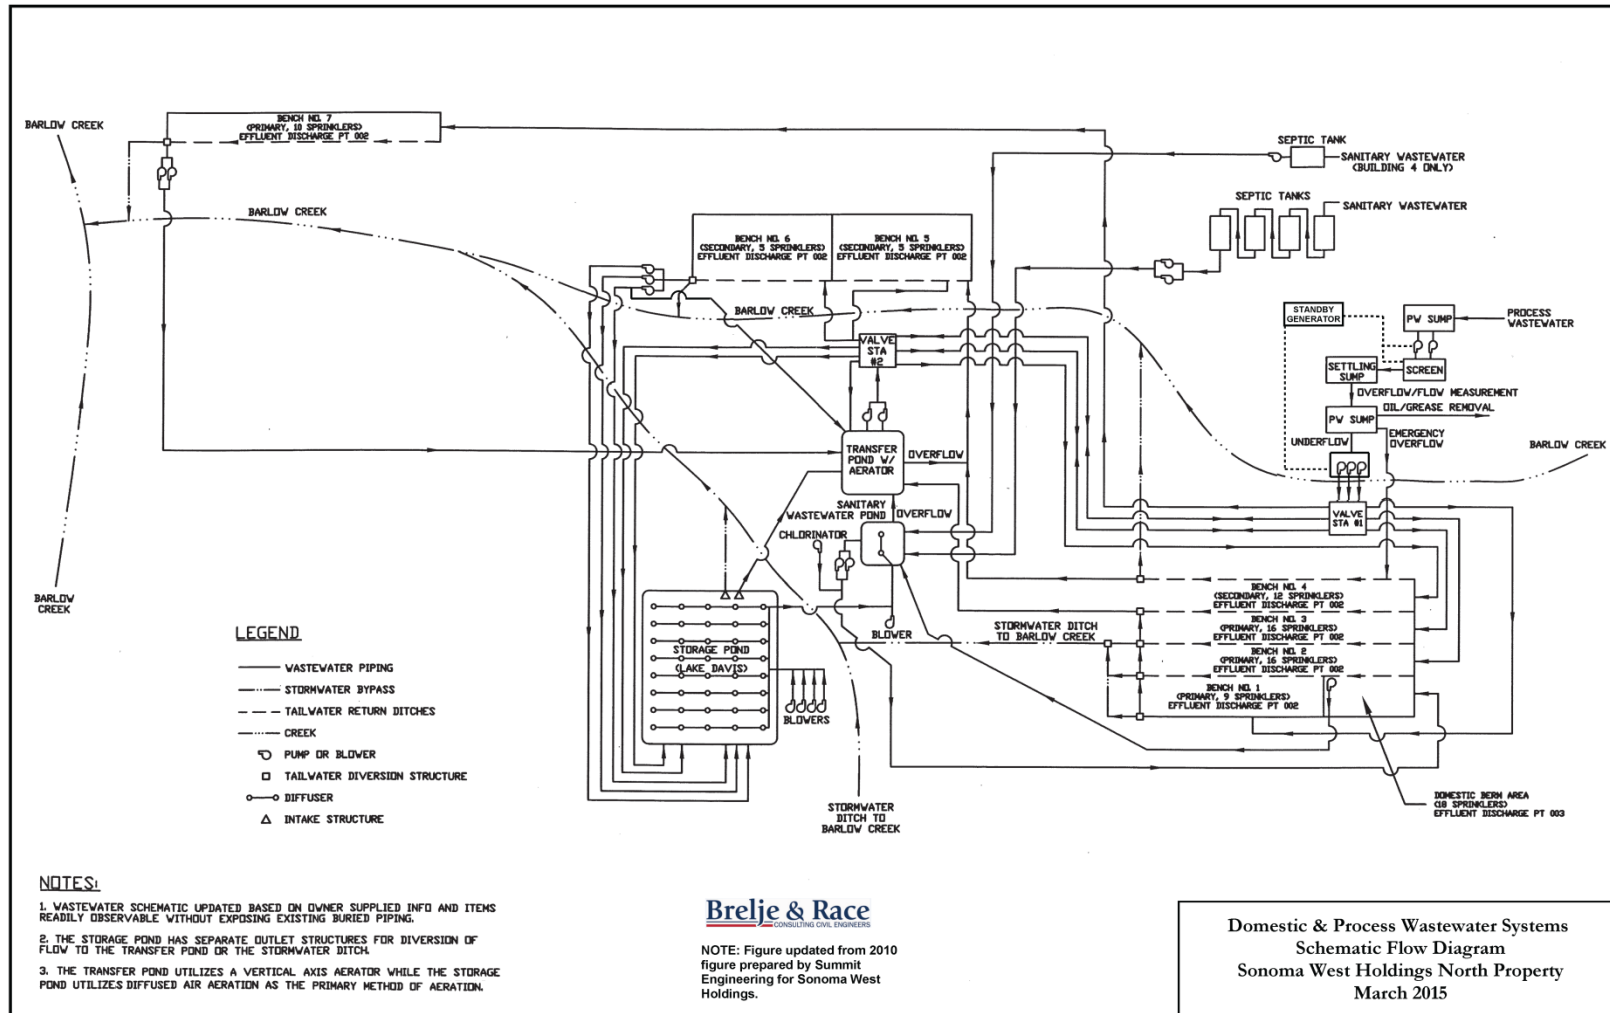 BARLOW CREEK
BENCH NO. 7
(PRIMARY, 10 SPRINKLERS)
EFFLUENT DISCHARGE PT 002
SEPTIC TANK
SANITARY WASTEWATER
(BUILDING 4 ONLY)
SEPTIC TANKS
SANITARY WASTEWATER
BARLOW CREEK
BENCH NO. 6
(SECONDARY, 5 SPRINKLERS)
EFFLUENT DISCHARGE PT 002
BENCH NO. 5
(SECONDARY, 5 SPRINKLERS)
EFFLUENT DISCHARGE PT 002
BARLOW CREEK
STANDBY
GENERATOR
PW SUMP
PROCESS
WASTEWATER
VALVE
STA
#2
SETTLING
SUMP
SCREEN
OVERFLOW/FLOW MEASUREMENT
OIL/GREASE REMOVAL
PW SUMP
UNDERFLOW
EMERGENCY
OVERFLOW
BARLOW CREEK
TRANSFER
POND W/
AERATOR
OVERFLOW
SANITARY
WASTEWATER POND
OVERFLOW
VALVE
STA #1
CHLORINATOR
BARLOW
CREEK
BENCH NO. 4
(SECONDARY, 12 SPRINKLERS)
EFFLUENT DISCHARGE PT 002
BENCH NO. 3
(PRIMARY, 16 SPRINKLERS)
EFFLUENT DISCHARGE PT 002
BENCH NO. 2
(PRIMARY, 16 SPRINKLERS)
EFFLUENT DISCHARGE PT 002
BENCH NO. 1
(PRIMARY, 9 SPRINKLERS)
EFFLUENT DISCHARGE PT 002
BLOWER
STORMWATER DITCH
TO BARLOW CREEK
STORAGE POND
(LAKE DAVIS)
BLOWERS
STORMWATER
DITCH TO
BARLOW CREEK
DOMESTIC BERM AREA
(18 SPRINKLERS)
EFFLUENT DISCHARGE PT 003
LEGEND
WASTEWATER PIPING
STORMWATER BYPASS
TAILWATER RETURN DITCHES
CREEK
PUMP OR BLOWER
TAILWATER DIVERSION STRUCTURE
DIFFUSER
INTAKE STRUCTURE
NOTES:
1. WASTEWATER SCHEMATIC UPDATED BASED ON OWNER SUPPLIED INFO AND ITEMS
READILY OBSERVABLE WITHOUT EXPOSING EXISTING BURIED PIPING.
2. THE STORAGE POND HAS SEPARATE OUTLET STRUCTURES FOR DIVERSION OF
FLOW TO THE TRANSFER POND OR THE STORMWATER DITCH.
3. THE TRANSFER POND UTILIZES A VERTICAL AXIS AERATOR WHILE THE STORAGE
POND UTILIZES DIFFUSED AIR AERATION AS THE PRIMARY METHOD OF AERATION.
Brelje & Race
CONSULTING CIVIL ENGINEERS
NOTE: Figure updated from 2010
figure prepared by Summit
Engineering for Sonoma West
Holdings.
Domestic & Process Wastewater Systems
Schematic Flow Diagram
Sonoma West Holdings North Property
March 2015